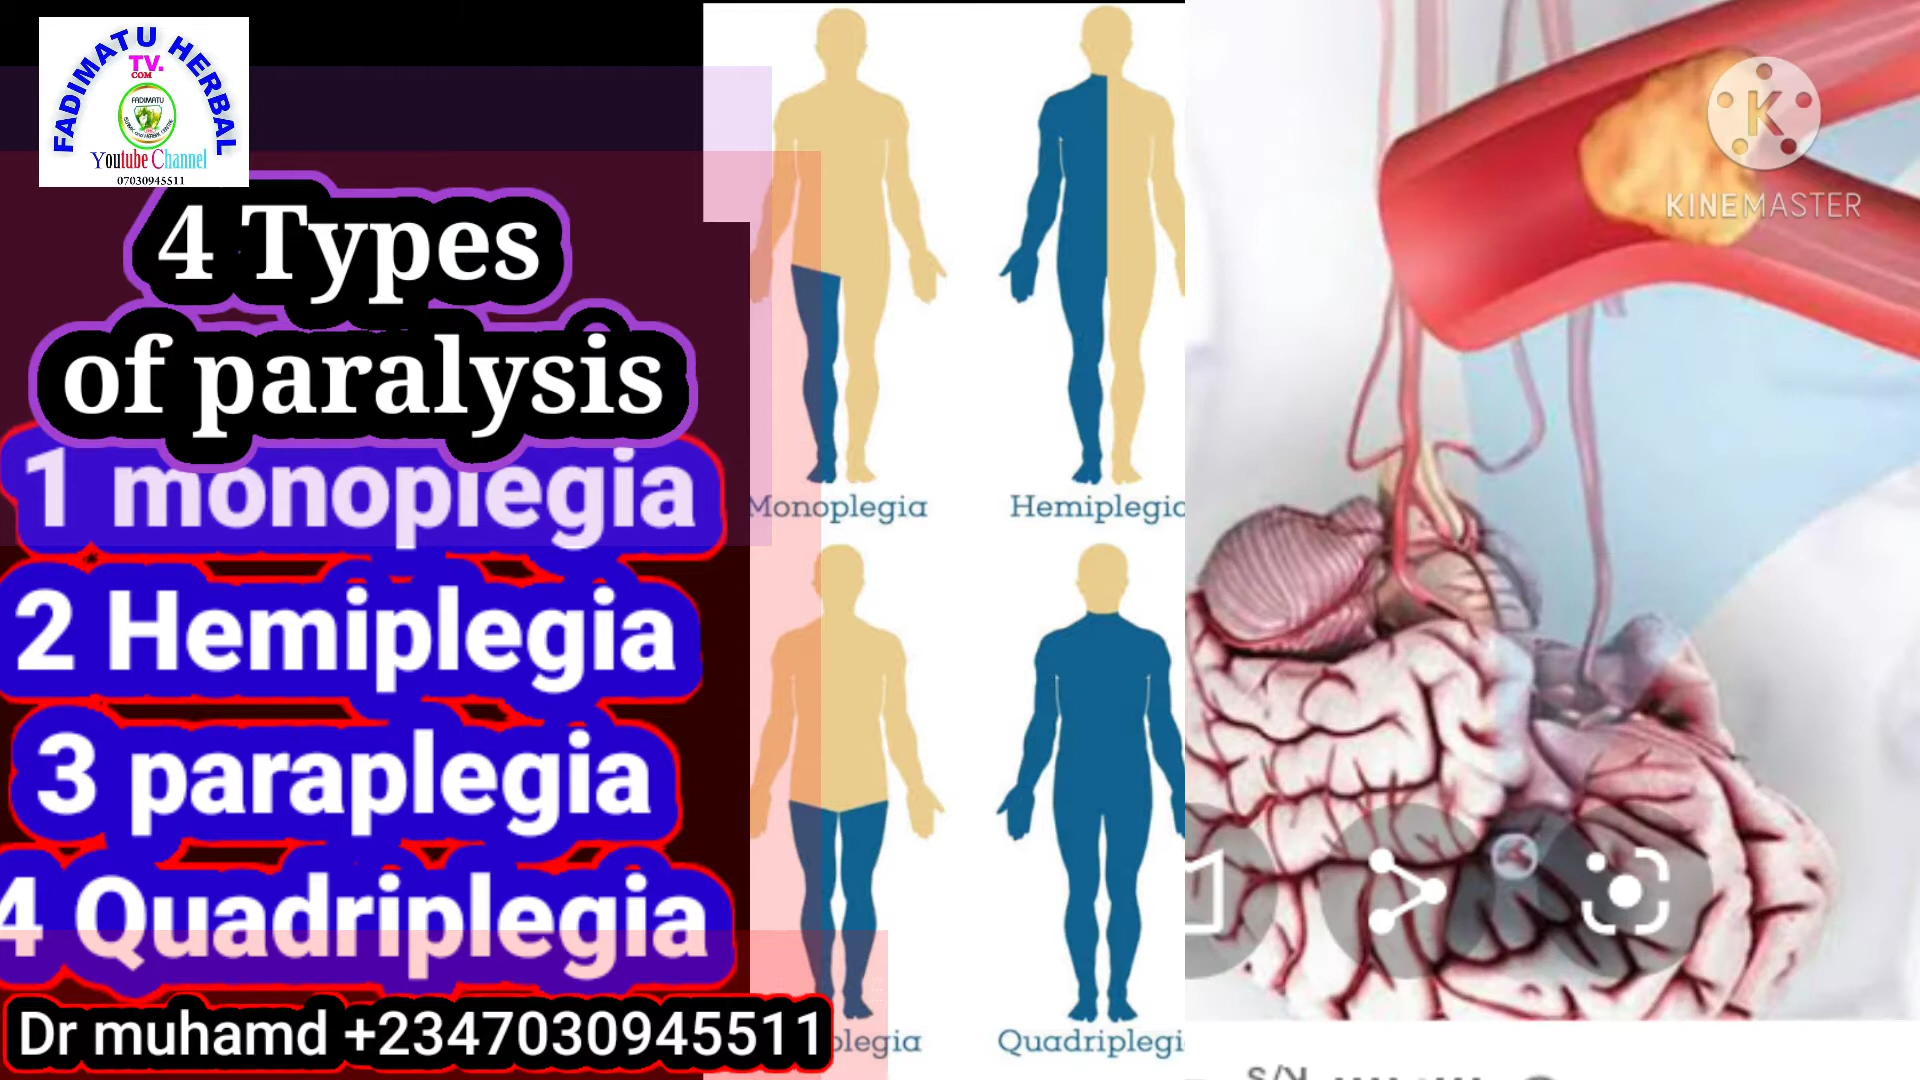 FADIMATU HERBAL
TV.
COM
FADIMATU
Youtube Channel
07030945511
4 Types
of paralysis
1 monoplegia
2 Hemiplegia
3 paraplegia
4 Quadriplegia
Dr muhamd +2347030945511
Monoplegia
Hemiplegia
plegia
Quadriplegi
K
KINEMASTER